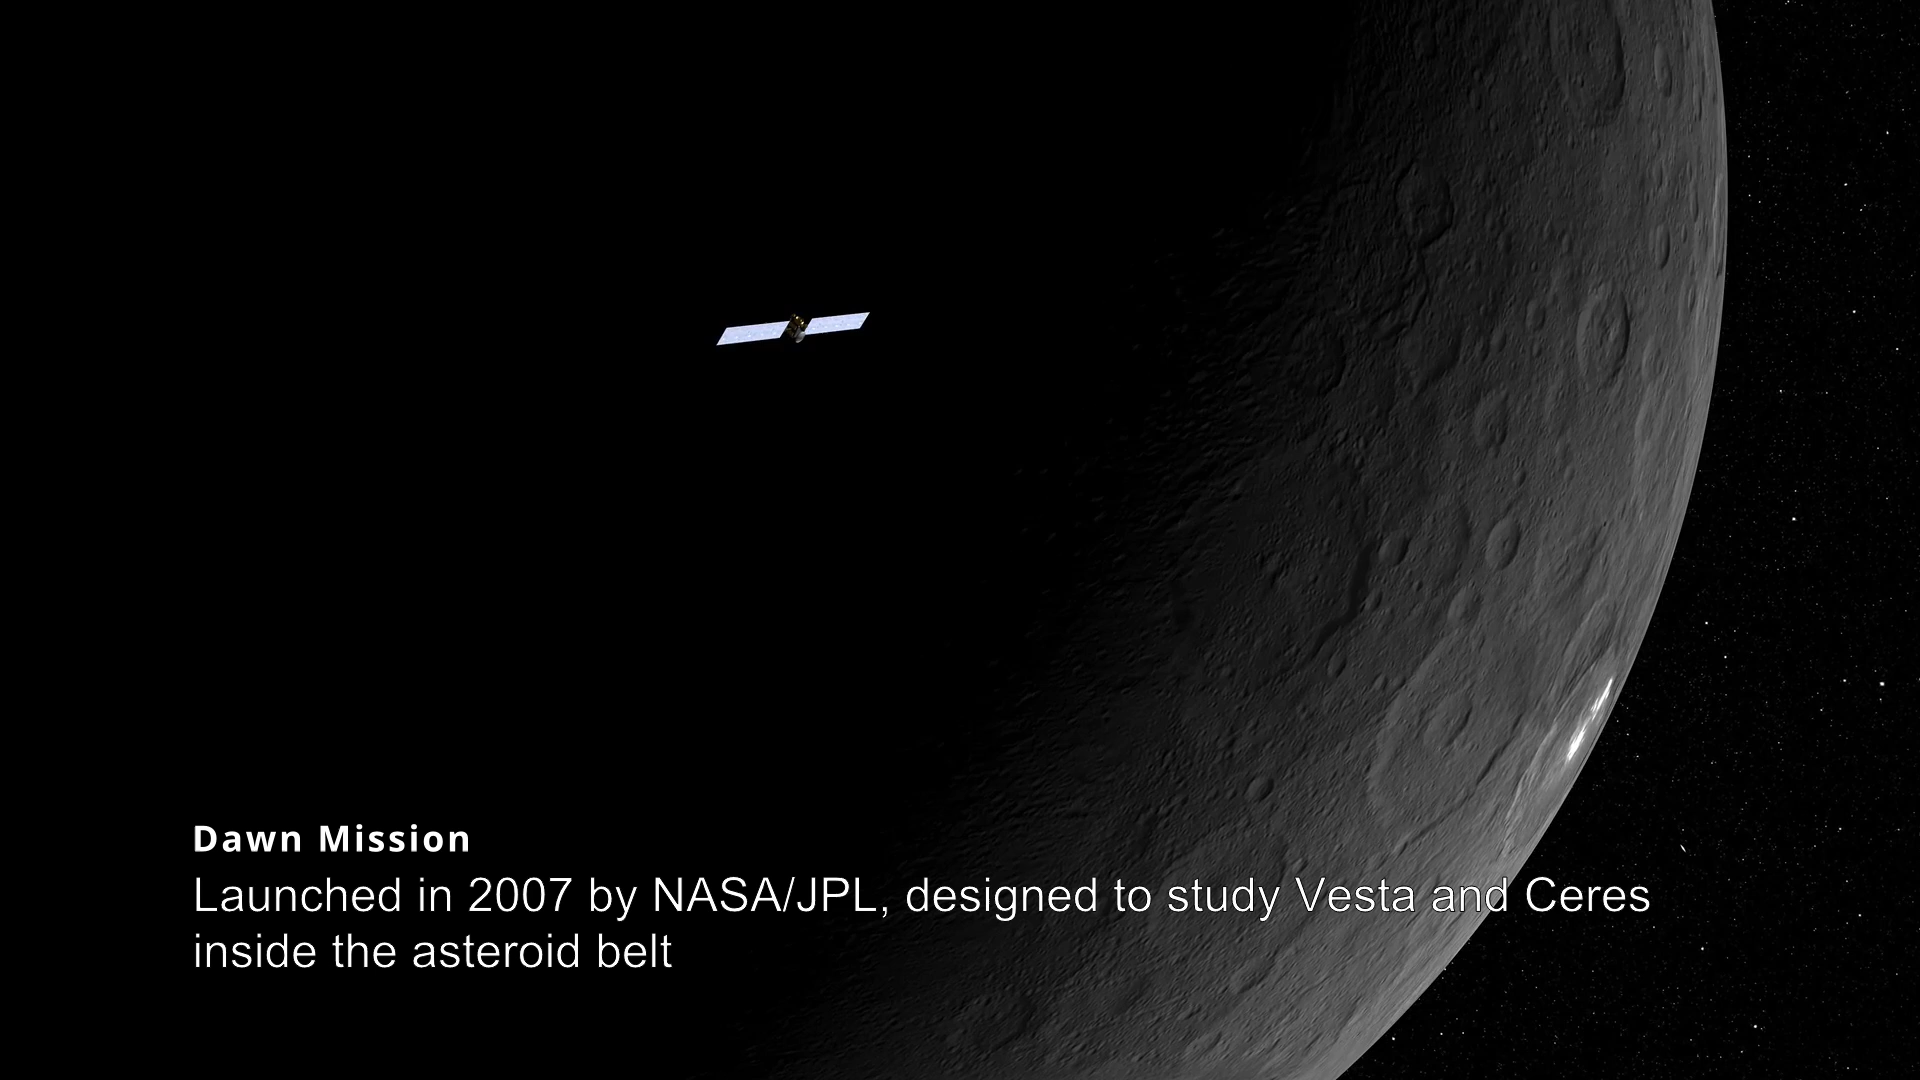 Dawn Mission
Launched in 2007 by NASA/JPL, designed to study Vesta and Ceres
inside the asteroid belt